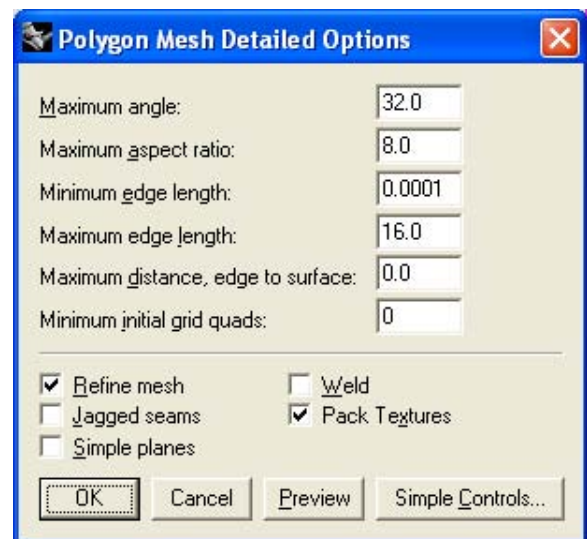 Polygon Mesh Detailed Options
Maximum angle: 32.0
Maximum aspect ratio: 8.0
Minimum edge length: 0.0001
Maximum edge length: 16.0
Maximum distance, edge to surface: 0.0
Minimum initial grid quads: 0
Refine mesh Weld
Jagged seams Pack Textures
Simple planes
OK Cancel Preview Simple Controls...